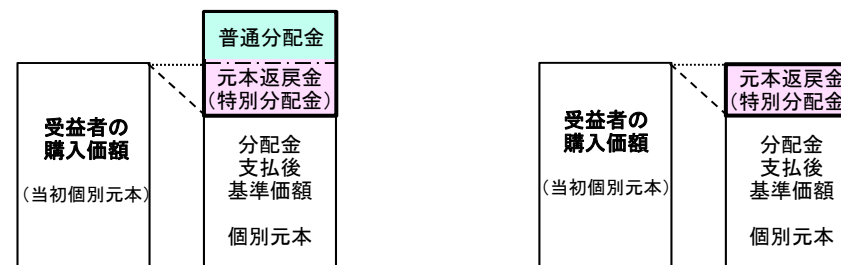 普通分配金
元本返戻金
（特別分配金）
受益者の
購入価額
（当初個別元本）
分配金
支払後
基準価額
個別元本
元本返戻金
（特別分配金
受益者の
購入価額
（当初個別元本）
分配金
支払後
基準価額
個別元本